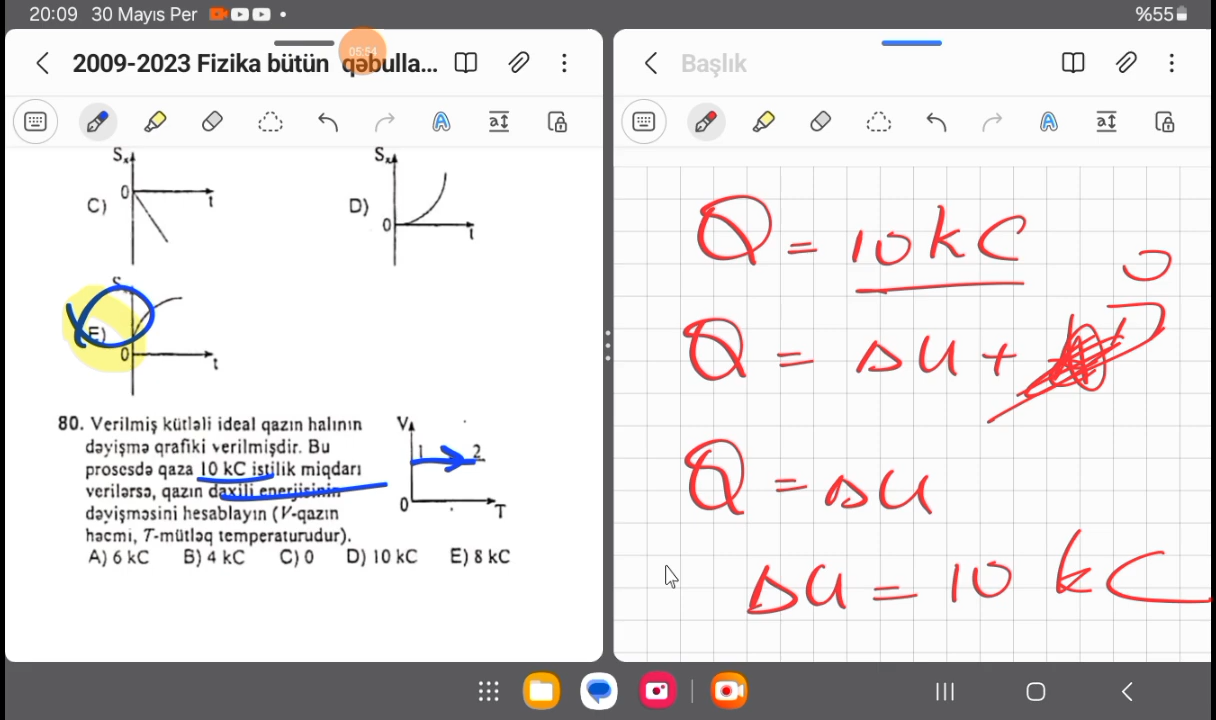 20:09 30 Mayıs Per %55
05:54
2009-2023 Fizika bütün qəbulla...
Başlık
Sₓ
0
t
C)
Sₓ
0
t
D)
E)
0
t
80. Verilmiş kütləli ideal qazın halının
dəyişmə qrafiki verilmişdir. Bu
prosesdə qaza 10 kC istilik miqdarı
verilərsə, qazın daxili enerjisinin
dəyişməsini hesablayın (V-qazın
həcmi, T-mütləq temperaturudur).
V
1 2
0
T
A) 6 kC B) 4 kC C) 0 D) 10 kC E) 8 kC
Q = 10 kC
0
Q = ΔU +
Q = ΔU
ΔU = 10 kC